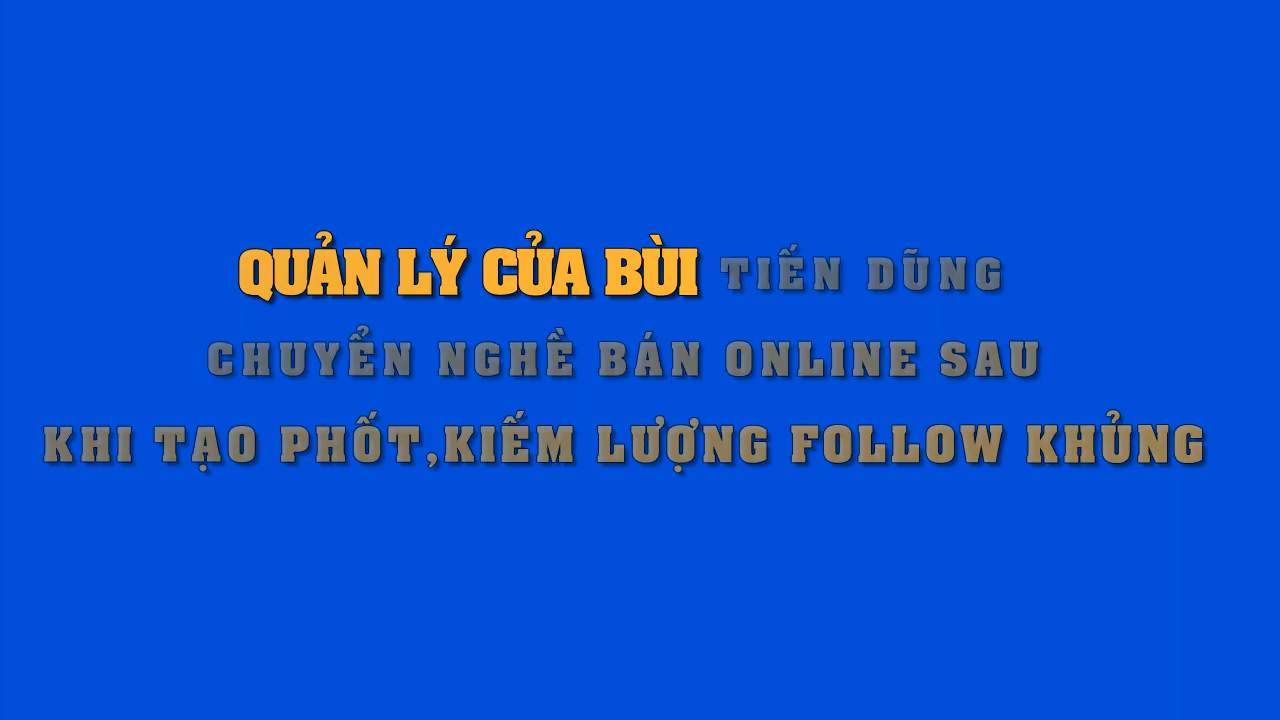 QUẢN LÝ CỦA BÙI TIẾN DŨNG
CHUYỂN NGHỀ BÁN ONLINE SAU
KHI TẠO PHỐT,KIẾM LƯỢNG FOLLOW KHỦNG